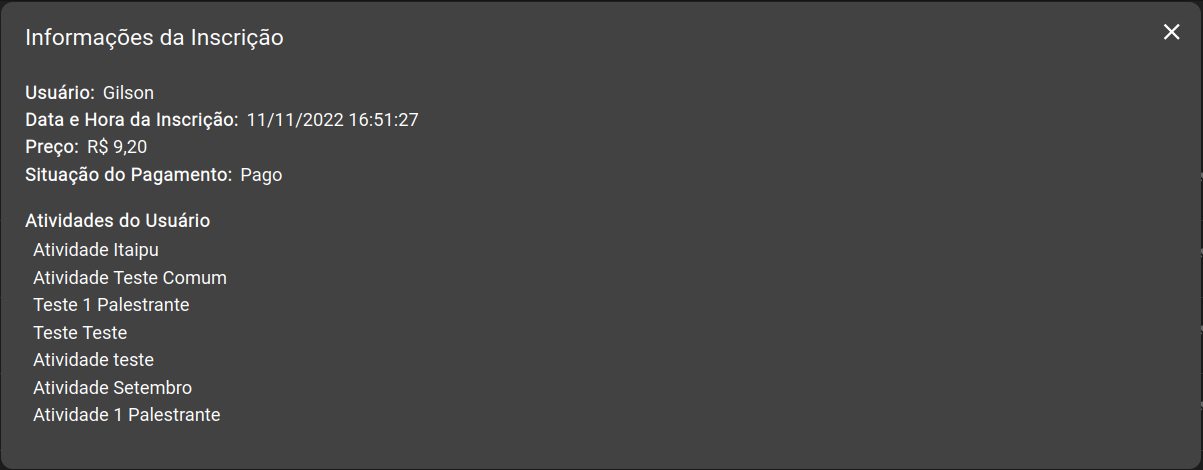 Informações da Inscrição
Usuário: Gilson
Data e Hora da Inscrição: 11/11/2022 16:51:27
Preço: R$ 9,20
Situação do Pagamento: Pago
Atividades do Usuário
Atividade Itaipu
Atividade Teste Comum
Teste 1 Palestrante
Teste Teste
Atividade teste
Atividade Setembro
Atividade 1 Palestrante